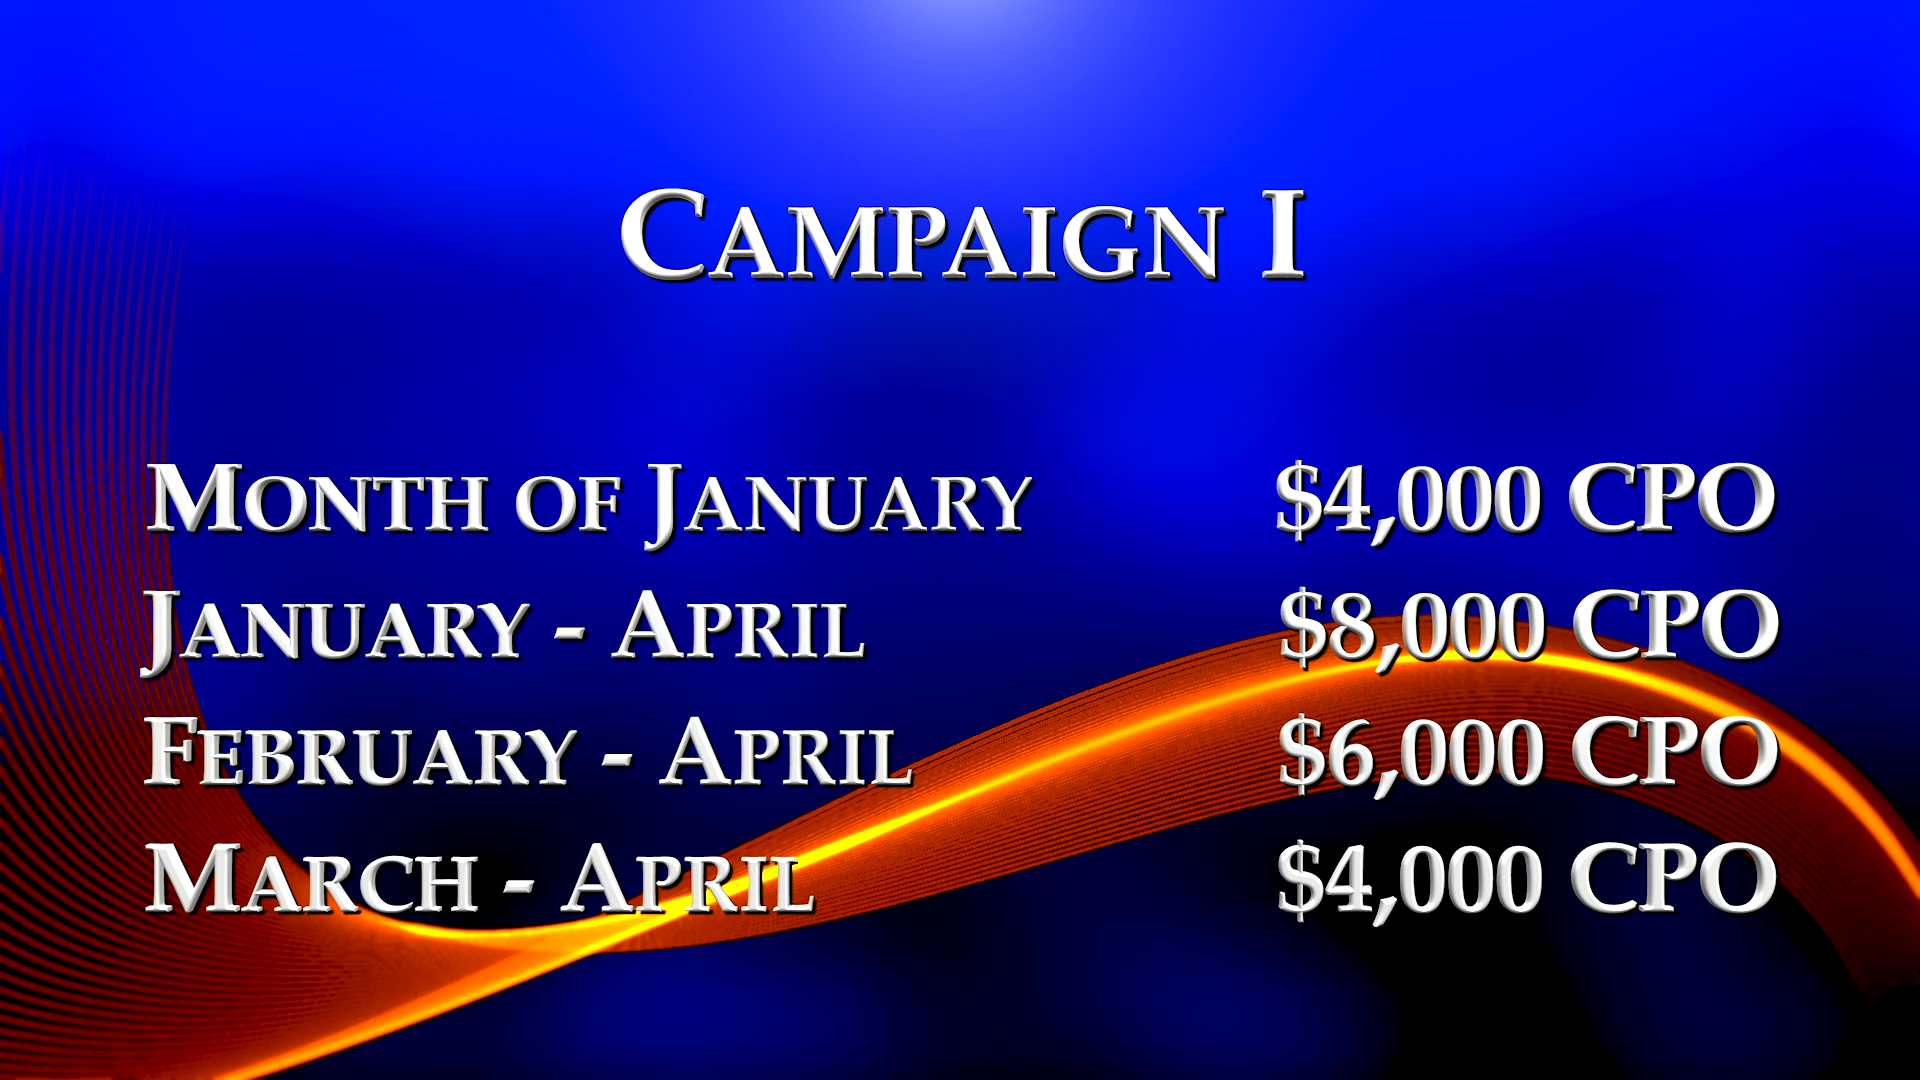 Campaign I
Month of January $4,000 CPO
January - April $8,000 CPO
February - April $6,000 CPO
March - April $4,000 CPO